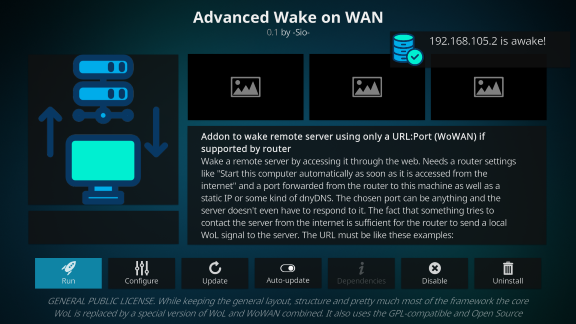 Advanced Wake on WAN
0.1 by -Sio-
192.168.105.2 is awake!
Addon to wake remote server using only a URL:Port (WoWAN) if
supported by router
Wake a remote server by accessing it through the web. Needs a router settings
like "Start this computer automatically as soon as it is accessed from the
internet" and a port forwarded from the router to this machine as well as a
static IP or some kind of dnyDNS. The chosen port can be anything and the
server doesn't even have to respond to it. The fact that something tries to
contact the server from the internet is sufficient for the router to send a local
WoL signal to the server. The URL must be like these examples:
Run
Configure
Update
Auto-update
Dependencies
Disable
Uninstall
GENERAL PUBLIC LICENSE. While keeping the general layout, structure and pretty much most of the framework the core
WoL is replaced by a special version of WoL and WoWAN combined. It also uses the GPL-compatible and Open Source